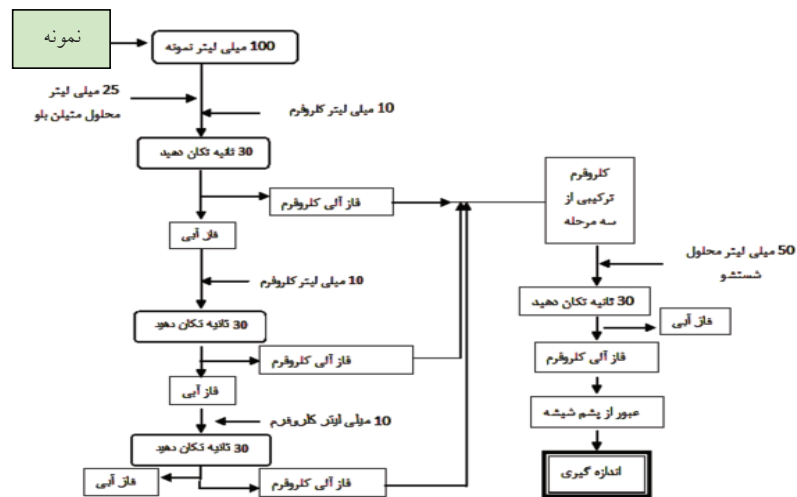 نمونه
100 میلی لیتر نمونه
25 میلی لیتر
محلول متیلن بلو
10 میلی لیتر کلروفرم
30 ثانیه تکان دهید
فاز آلی کلروفرم
فاز آبی
10 میلی لیتر کلروفرم
30 ثانیه تکان دهید
فاز آلی کلروفرم
فاز آبی
10 میلی لیتر کلروفرم
30 ثانیه تکان دهید
فاز آبی
فاز آلی کلروفرم
کلروفرم
ترکیبی از
سه مرحله
50 میلی لیتر محلول
شستشو
30 ثانیه تکان دهید
فاز آبی
فاز آلی کلروفرم
عبور از پشم شیشه
اندازه گیری